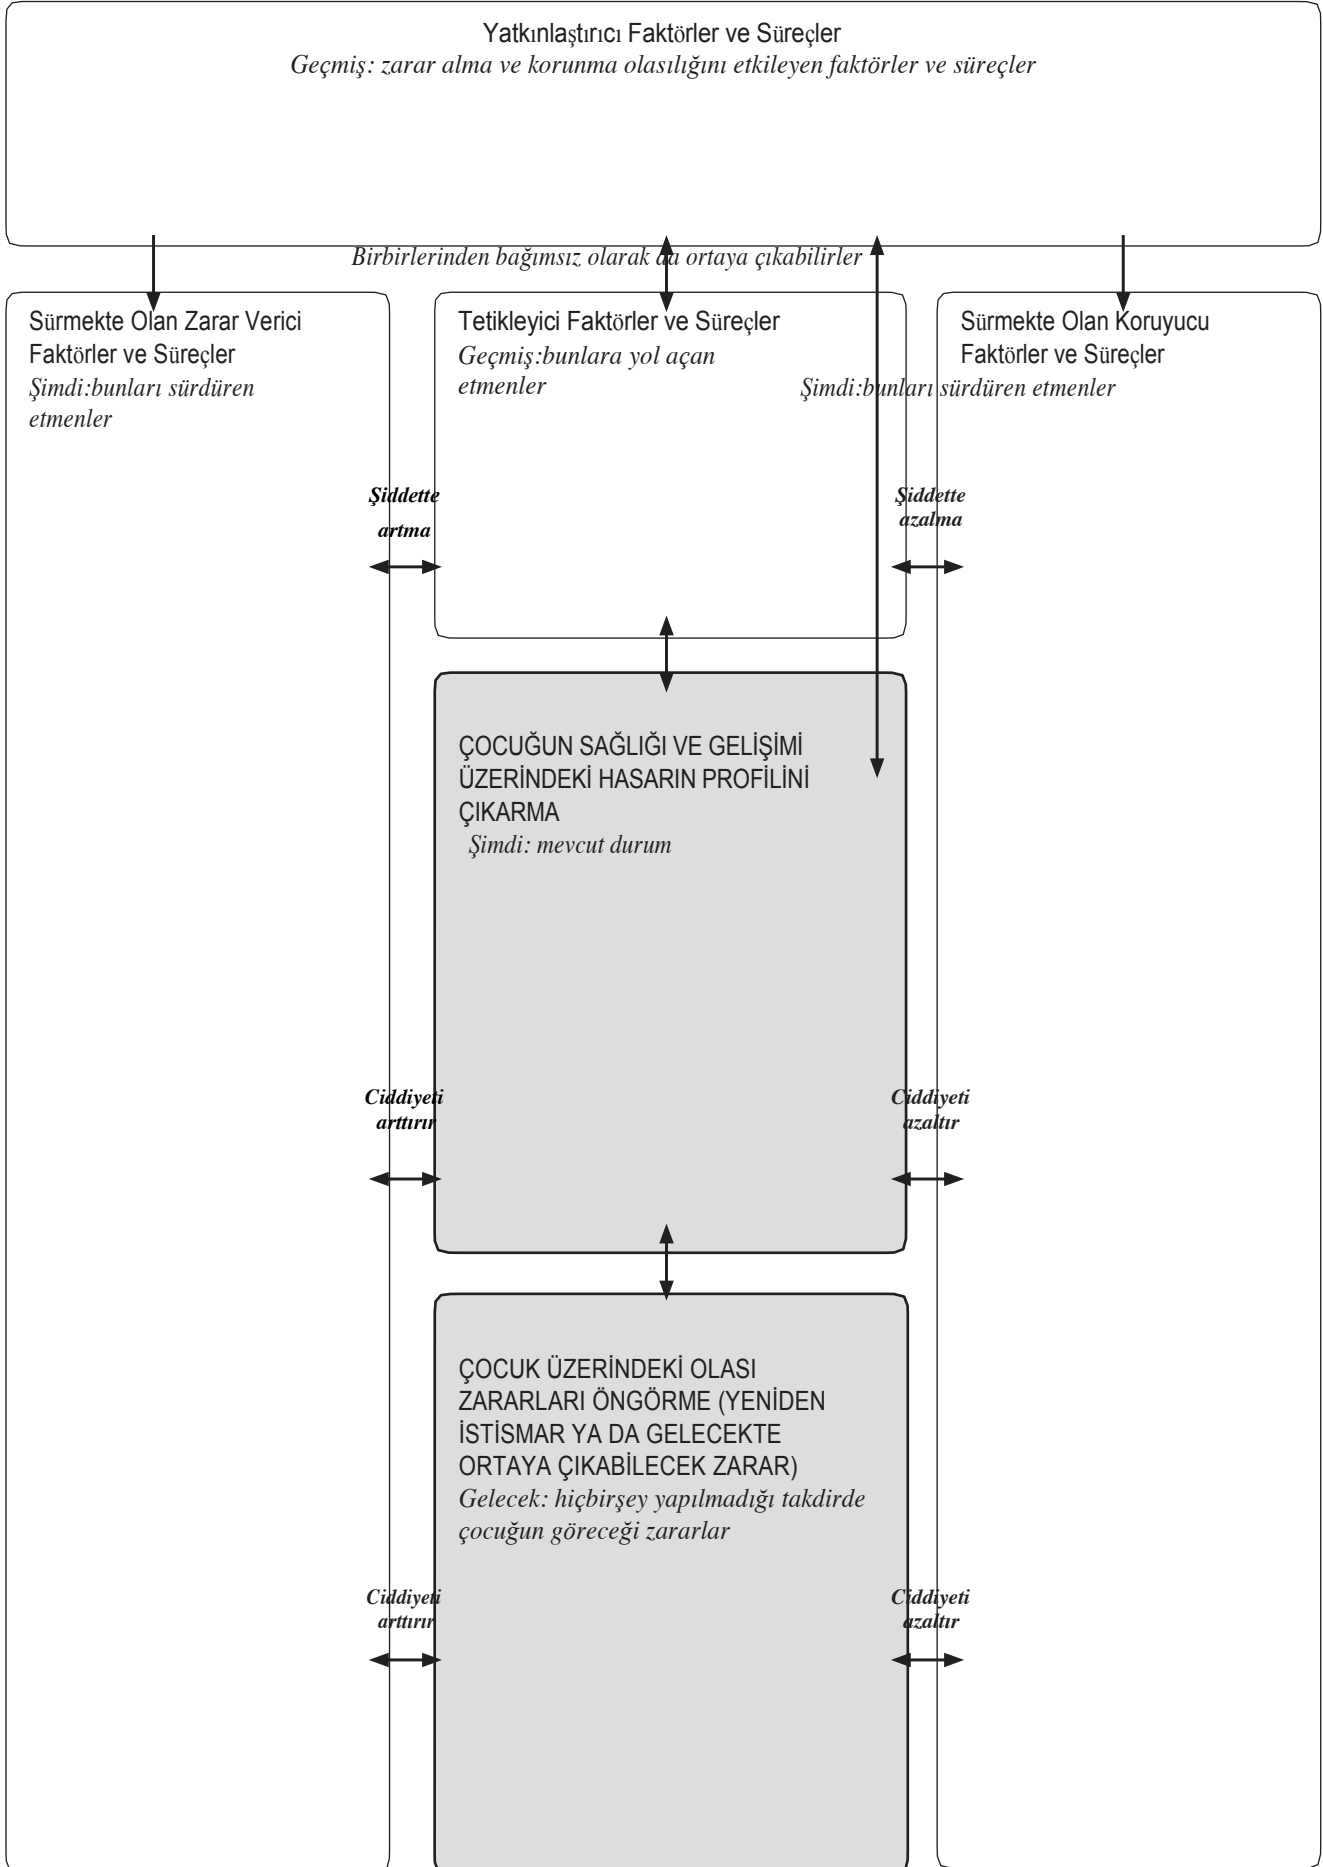 Yatkınlaştırıcı Faktörler ve Süreçler
Geçmiş: zarar alma ve korunma olasılığını etkileyen faktörler ve süreçler
Birbirlerinden bağımsız olarak da ortaya çıkabilirler
Sürmekte Olan Zarar Verici
Faktörler ve Süreçler
Şimdi:bunları sürdüren
etmenler
Tetikleyici Faktörler ve Süreçler
Geçmiş:bunlara yol açan
etmenler
Sürmekte Olan Koruyucu
Faktörler ve Süreçler
Şimdi:bunları sürdüren etmenler
Şiddette
artma
Şiddette
azalma
ÇOCUĞUN SAĞLIĞI VE GELİŞİMİ
ÜZERİNDEKİ HASARIN PROFİLİNİ
ÇIKARMA
Şimdi: mevcut durum
Ciddiyeti
arttırır
Ciddiyeti
azaltır
ÇOCUK ÜZERİNDEKİ OLASI
ZARARLARI ÖNGÖRME (YENİDEN
İSTİSMAR YA DA GELECEKTE
ORTAYA ÇIKABİLECEK ZARAR)
Gelecek: hiçbirşey yapılmadığı takdirde
çocuğun göreceği zararlar
Ciddiyeti
arttırır
Ciddiyeti
azaltır